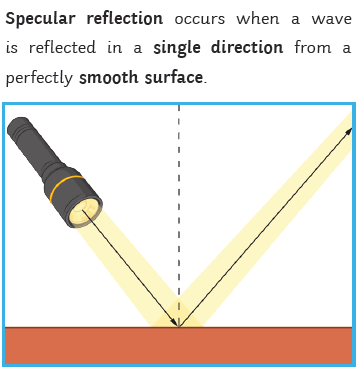 Specular reflection occurs when a wave
is reflected in a single direction from a
perfectly smooth surface.